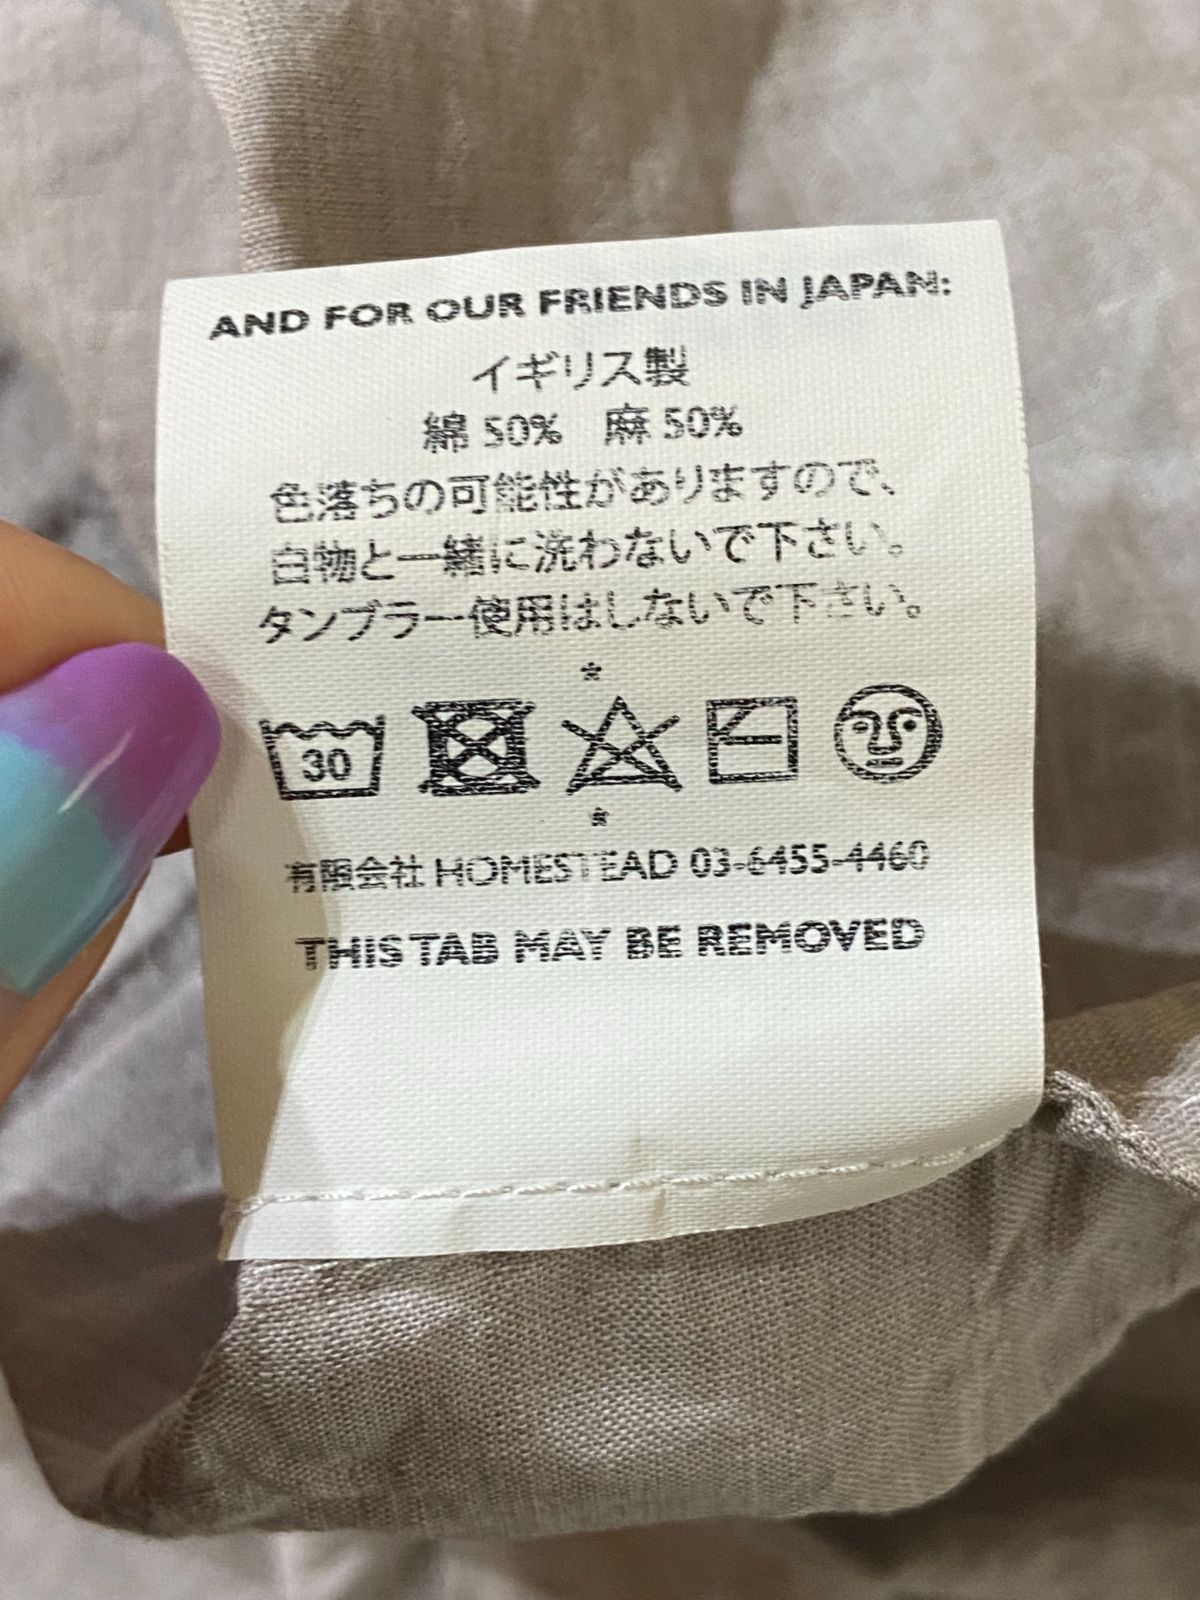 AND FOR OUR FRIENDS IN JAPAN:
イギリス製
綿 50% 麻 50%
色落ちの可能性がありますので、
白物と一緒に洗わないで下さい。
タンブラー使用はしないで下さい。
*
30
*
有限会社 HOMESTEAD 03-6455-4460
THIS TAB MAY BE REMOVED